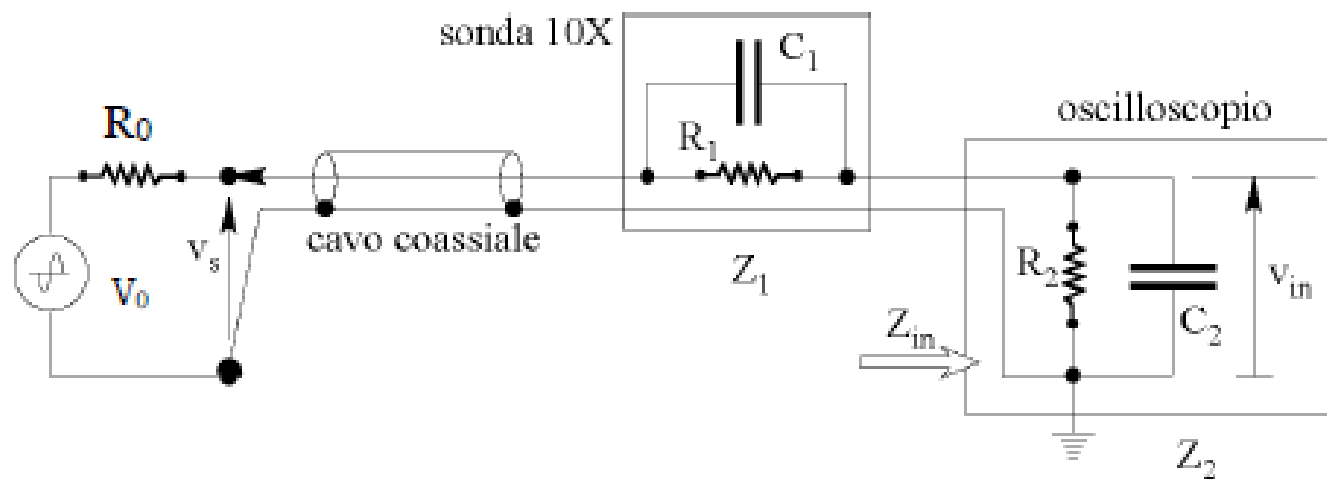 sonda 10X
C₁
R₀
R₁
oscilloscopio
vₛ
V₀
cavo coassiale
Z₁
Zᵢₙ
R₂
C₂
vᵢₙ
Z₂